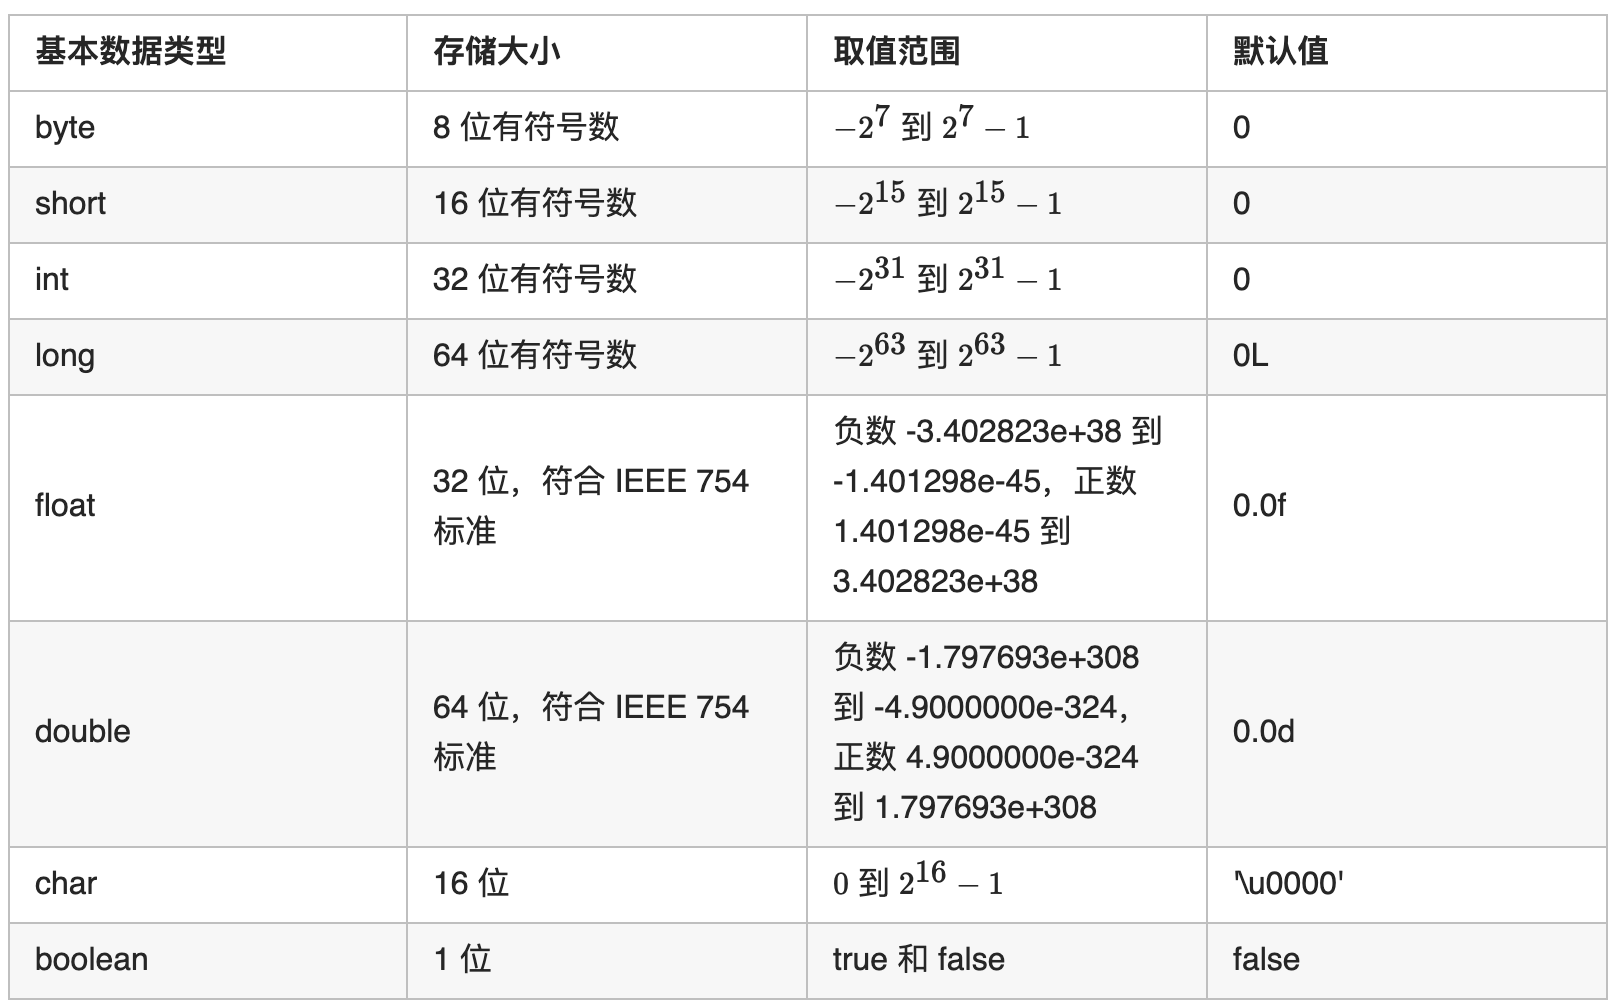 基本数据类型 存储大小 取值范围 默认值
byte 8 位有符号数 −2^7 到 2^7 − 1 0
short 16 位有符号数 −2^15 到 2^15 − 1 0
int 32 位有符号数 −2^31 到 2^31 − 1 0
long 64 位有符号数 −2^63 到 2^63 − 1 0L
float
32 位，符合 IEEE 754
标准
负数 -3.402823e+38 到
-1.401298e-45，正数
1.401298e-45 到
3.402823e+38
0.0f
double
64 位，符合 IEEE 754
标准
负数 -1.797693e+308
到 -4.9000000e-324，
正数 4.9000000e-324
到 1.797693e+308
0.0d
char 16 位 0 到 2^16 − 1 '\u0000'
boolean 1 位 true 和 false false